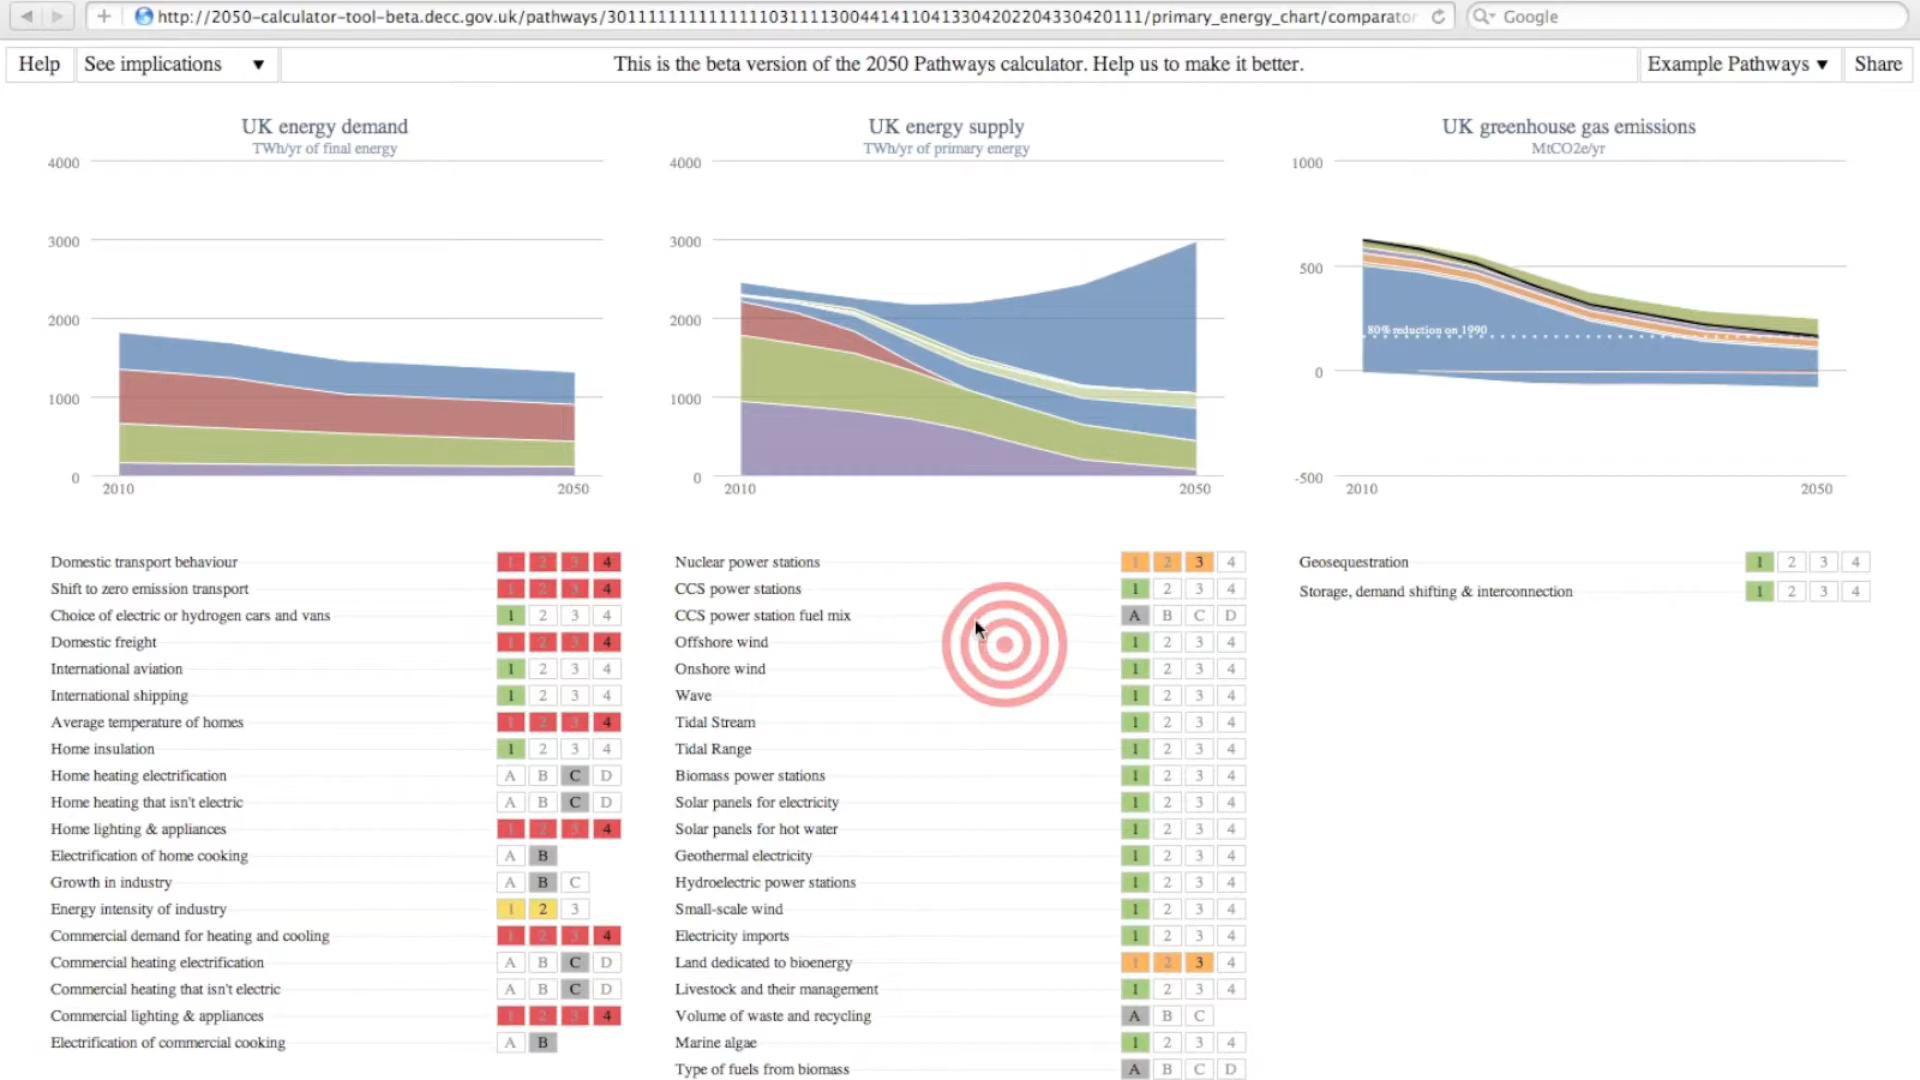 http://2050-calculator-tool-beta.decc.gov.uk/pathways/
primary_energy_chart/comparator
Google
Help
See implications ▼
This is the beta version of the 2050 Pathways calculator. Help us to make it better.
Example Pathways ▼
Share
UK energy demand
TWh/yr of final energy
4000
3000
2000
1000
0
2010
2050
UK energy supply
TWh/yr of primary energy
4000
3000
2000
1000
0
2010
2050
UK greenhouse gas emissions
MtCO2e/yr
1000
500
80% reduction on 1990
0
-500
2010
2050
Domestic transport behaviour 1 2 3 4
Shift to zero emission transport 1 2 3 4
Choice of electric or hydrogen cars and vans 1 2 3 4
Domestic freight 1 2 3 4
International aviation 1 2 3 4
International shipping 1 2 3 4
Average temperature of homes 1 2 3 4
Home insulation 1 2 3 4
Home heating electrification A B C D
Home heating that isn't electric A B C D
Home lighting & appliances 1 2 3 4
Electrification of home cooking A B
Growth in industry A B C
Energy intensity of industry 1 2 3
Commercial demand for heating and cooling 1 2 3 4
Commercial heating electrification A B C D
Commercial heating that isn't electric A B C D
Commercial lighting & appliances 1 2 3 4
Electrification of commercial cooking A B
Nuclear power stations 1 2 3 4
CCS power stations 1 2 3 4
CCS power station fuel mix A B C D
Offshore wind 1 2 3 4
Onshore wind 1 2 3 4
Wave 1 2 3 4
Tidal Stream 1 2 3 4
Tidal Range 1 2 3 4
Biomass power stations 1 2 3 4
Solar panels for electricity 1 2 3 4
Solar panels for hot water 1 2 3 4
Geothermal electricity 1 2 3 4
Hydroelectric power stations 1 2 3 4
Small-scale wind 1 2 3 4
Electricity imports 1 2 3 4
Land dedicated to bioenergy 1 2 3 4
Livestock and their management 1 2 3 4
Volume of waste and recycling A B C
Marine algae 1 2 3 4
Type of fuels from biomass A B C D
Geosequestration 1 2 3 4
Storage, demand shifting & interconnection 1 2 3 4